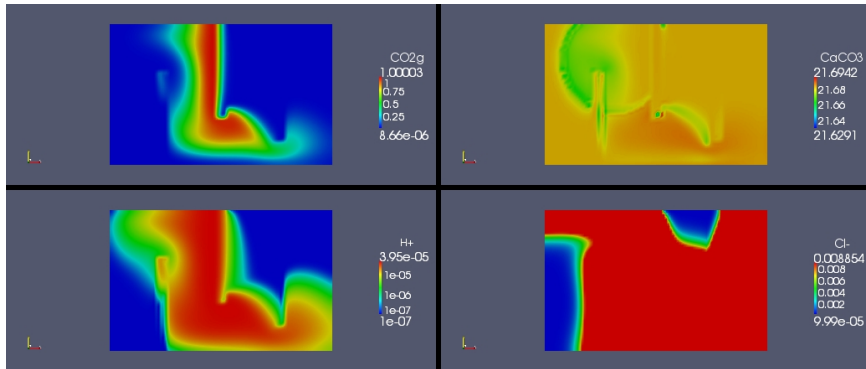 CO2g
1.00003
1
0.75
0.5
0.25
8.66e-06
CaCO3
21.6942
21.68
21.66
21.64
21.6291
H+
3.95e-05
1e-05
1e-06
1e-07
1e-07
Cl-
0.008854
0.008
0.006
0.004
0.002
9.99e-05